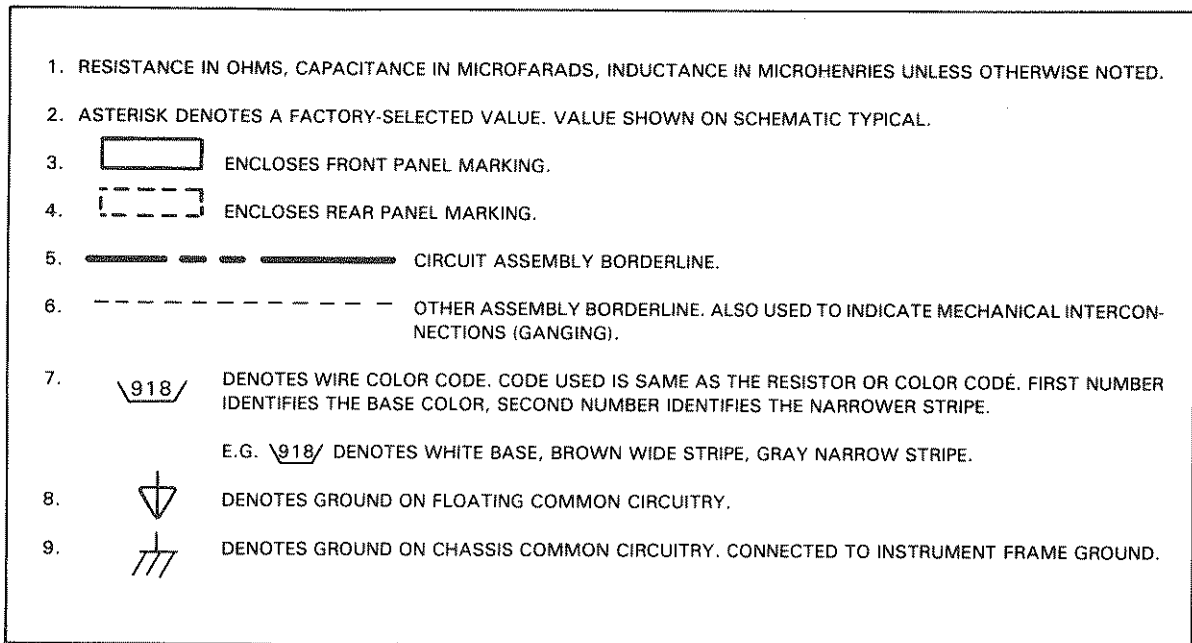 1. RESISTANCE IN OHMS, CAPACITANCE IN MICROFARADS, INDUCTANCE IN MICROHENRIES UNLESS OTHERWISE NOTED.
2. ASTERISK DENOTES A FACTORY-SELECTED VALUE. VALUE SHOWN ON SCHEMATIC TYPICAL.
3. ENCLOSES FRONT PANEL MARKING.
4. ENCLOSES REAR PANEL MARKING.
5. CIRCUIT ASSEMBLY BORDERLINE.
6. OTHER ASSEMBLY BORDERLINE. ALSO USED TO INDICATE MECHANICAL INTERCON-
NECTIONS (GANGING).
7. 918 DENOTES WIRE COLOR CODE. CODE USED IS SAME AS THE RESISTOR OR COLOR CODE. FIRST NUMBER
IDENTIFIES THE BASE COLOR, SECOND NUMBER IDENTIFIES THE NARROWER STRIPE.
E.G. 918 DENOTES WHITE BASE, BROWN WIDE STRIPE, GRAY NARROW STRIPE.
8. DENOTES GROUND ON FLOATING COMMON CIRCUITRY.
9. DENOTES GROUND ON CHASSIS COMMON CIRCUITRY. CONNECTED TO INSTRUMENT FRAME GROUND.